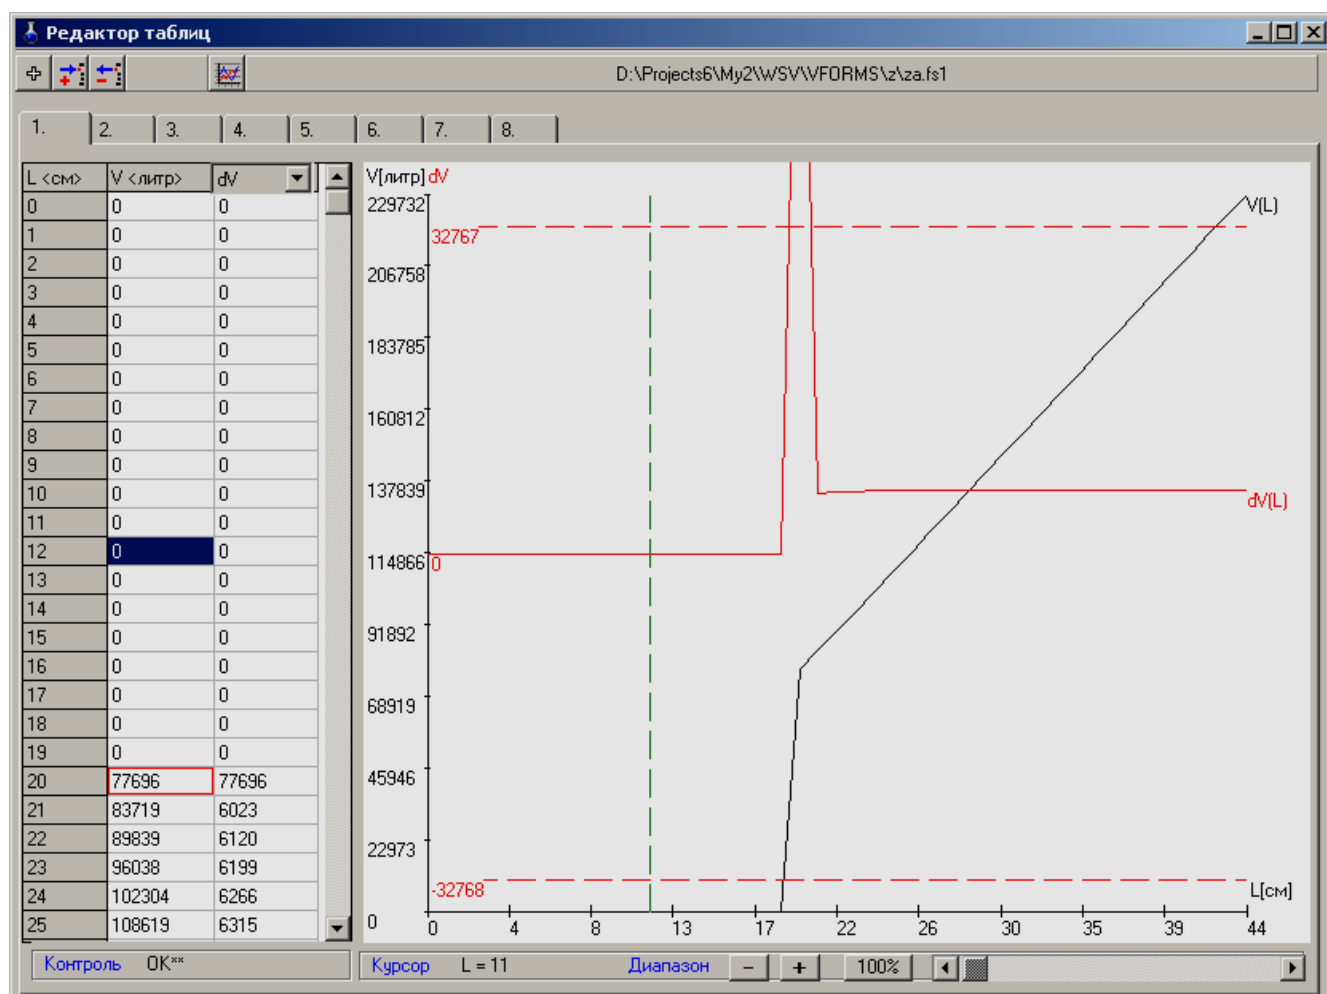 Редактор таблиц
D:\Projects6\My2\WSV\VFORMS\z\za.fs1
1. 2. 3. 4. 5. 6. 7. 8.
L <см> V <литр> dV
0 0 0
1 0 0
2 0 0
3 0 0
4 0 0
5 0 0
6 0 0
7 0 0
8 0 0
9 0 0
10 0 0
11 0 0
12 0 0
13 0 0
14 0 0
15 0 0
16 0 0
17 0 0
18 0 0
19 0 0
20 77696 77696
21 83719 6023
22 89839 6120
23 96038 6199
24 102304 6266
25 108619 6315
V[литр] dV
229732
V(L)
32767
206758
183785
160812
137839
dV(L)
114866 0
91892
68919
45946
22973
-32768
L[см]
0
0 4 8 13 17 22 26 30 35 39 44
Контроль OK**
Курсор L = 11 Диапазон - + 100%